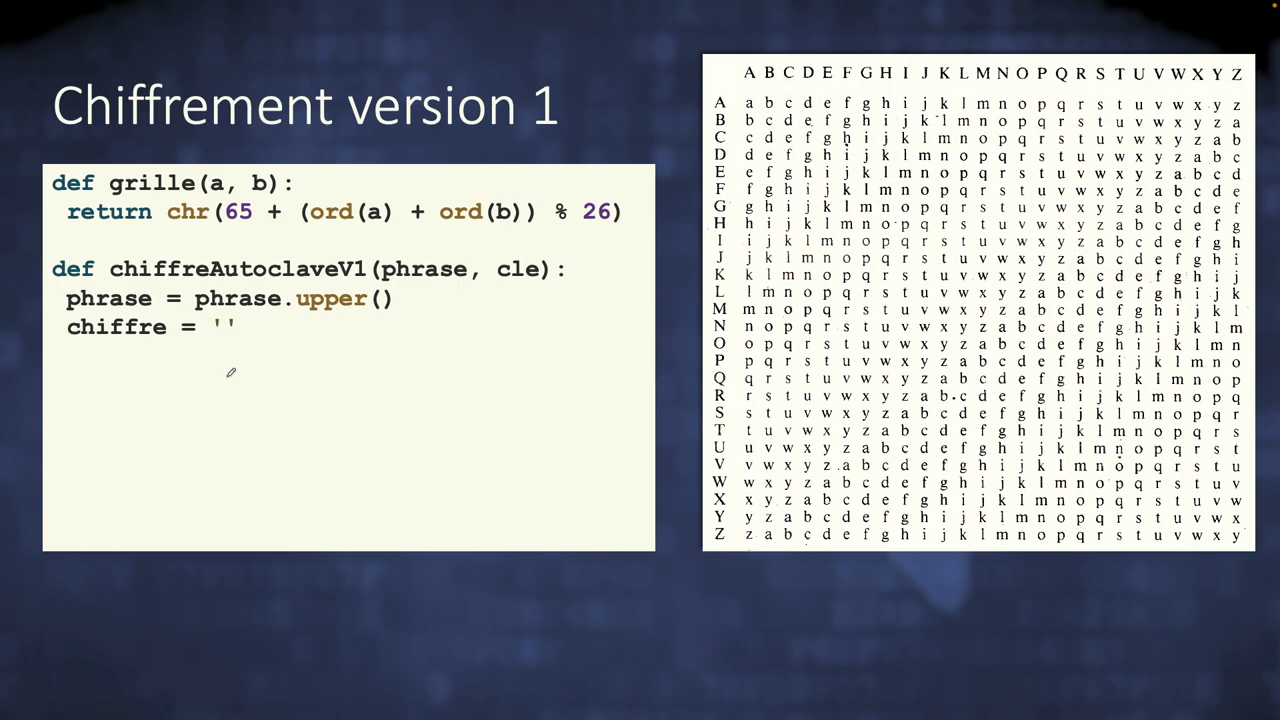 Chiffrement version 1
def grille(a, b):
return chr(65 + (ord(a) + ord(b)) % 26)
def chiffreAutoclaveV1(phrase, cle):
phrase = phrase.upper()
chiffre = ''
A B C D E F G H I J K L M N O P Q R S T U V W X Y Z
A a b c d e f g h i j k l m n o p q r s t u v w x y z
B b c d e f g h i j k l m n o p q r s t u v w x y z a
C c d e f g h i j k l m n o p q r s t u v w x y z a b
D d e f g h i j k l m n o p q r s t u v w x y z a b c
E e f g h i j k l m n o p q r s t u v w x y z a b c d
F f g h i j k l m n o p q r s t u v w x y z a b c d e
G g h i j k l m n o p q r s t u v w x y z a b c d e f
H h i j k l m n o p q r s t u v w x y z a b c d e f g
I i j k l m n o p q r s t u v w x y z a b c d e f g h
J j k l m n o p q r s t u v w x y z a b c d e f g h i
K k l m n o p q r s t u v w x y z a b c d e f g h i j
L l m n o p q r s t u v w x y z a b c d e f g h i j k
M m n o p q r s t u v w x y z a b c d e f g h i j k l
N n o p q r s t u v w x y z a b c d e f g h i j k l m
O o p q r s t u v w x y z a b c d e f g h i j k l m n
P p q r s t u v w x y z a b c d e f g h i j k l m n o
Q q r s t u v w x y z a b c d e f g h i j k l m n o p
R r s t u v w x y z a b c d e f g h i j k l m n o p q
S s t u v w x y z a b c d e f g h i j k l m n o p q r
T t u v w x y z a b c d e f g h i j k l m n o p q r s
U u v w x y z a b c d e f g h i j k l m n o p q r s t
V v w x y z a b c d e f g h i j k l m n o p q r s t u
W w x y z a b c d e f g h i j k l m n o p q r s t u v
X x y z a b c d e f g h i j k l m n o p q r s t u v w
Y y z a b c d e f g h i j k l m n o p q r s t u v w x
Z z a b c d e f g h i j k l m n o p q r s t u v w x y